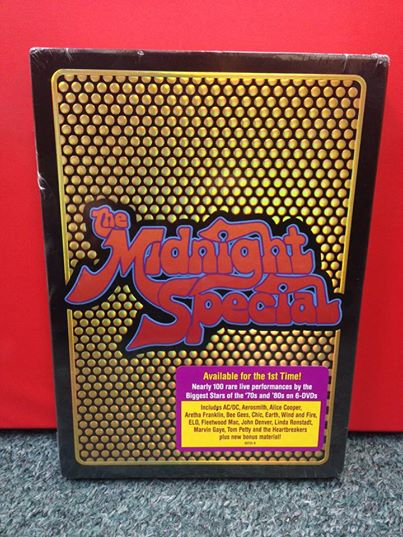 The
Midnight
Special
Available for the 1st Time!
Nearly 100 rare live performances by the
Biggest Stars of the '70s and '80s on 6-DVDs
Includes AC/DC, Aerosmith, Alice Cooper,
Aretha Franklin, Bee Gees, Chic, Earth, Wind and Fire,
ELO, Fleetwood Mac, John Denver, Linda Ronstadt,
Marvin Gaye, Tom Petty and the Heartbreakers
plus new bonus material!